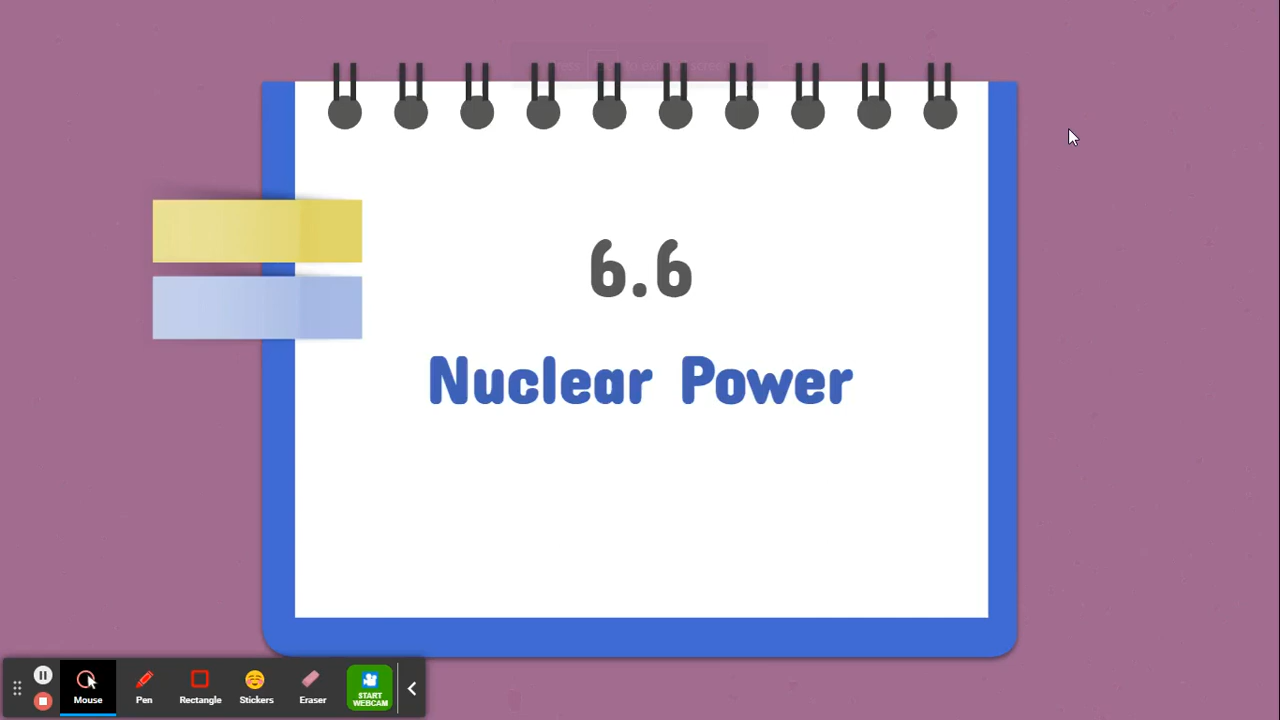 6.6
Nuclear Power
Mouse
Pen
Rectangle
Stickers
Eraser
START
WEBCAM